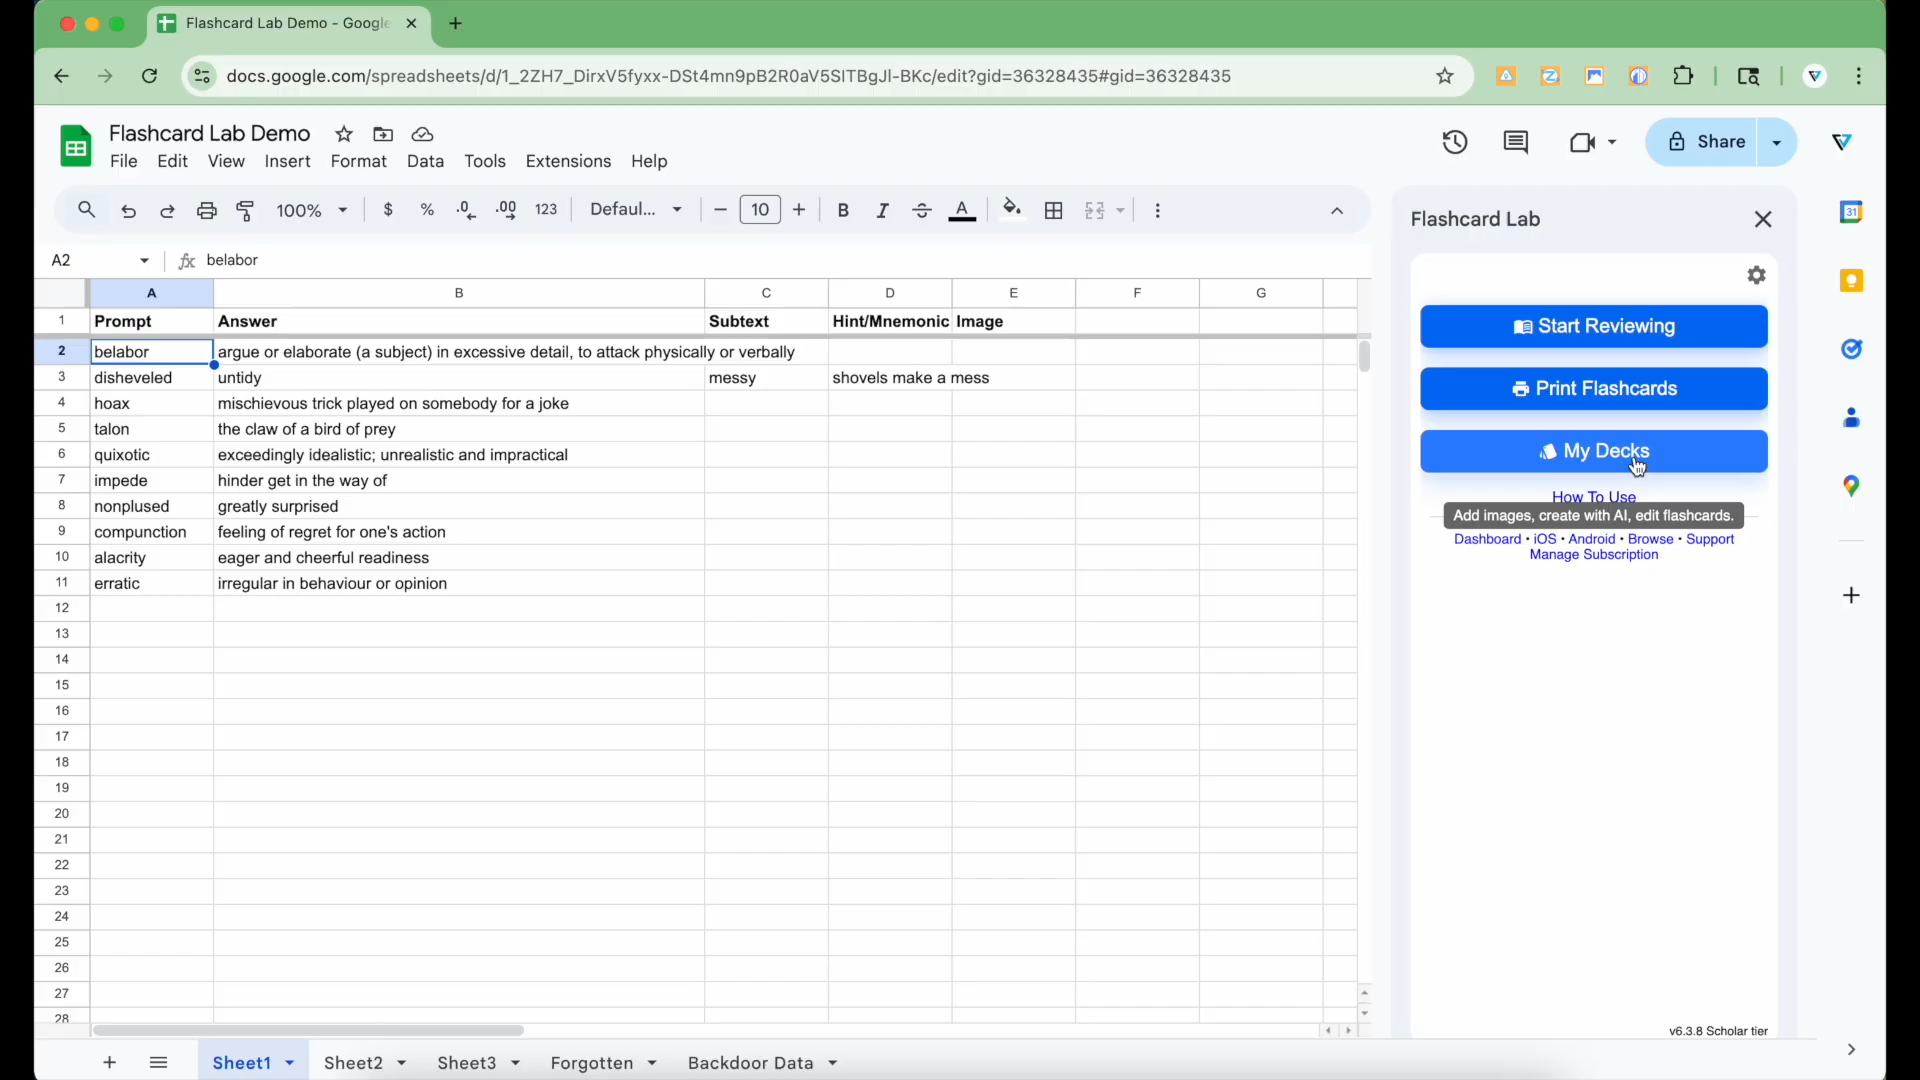 Flashcard Lab Demo - Google
docs.google.com/spreadsheets/d/1_2ZH7_DirxV5fyxx-DSt4mn9pB2R0aV5SITBgJl-BKc/edit?gid=36328435#gid=36328435
Flashcard Lab Demo
File Edit View Insert Format Data Tools Extensions Help
Share
100% $ % .0 .00 123 Defaul... 10 B I S A
Flashcard Lab
31
A2 fx belabor
A B C D E F G
1 Prompt Answer Subtext Hint/Mnemonic Image
2 belabor argue or elaborate (a subject) in excessive detail, to attack physically or verbally
3 disheveled untidy messy shovels make a mess
4 hoax mischievous trick played on somebody for a joke
5 talon the claw of a bird of prey
6 quixotic exceedingly idealistic; unrealistic and impractical
7 impede hinder get in the way of
8 nonplused greatly surprised
9 compunction feeling of regret for one's action
10 alacrity eager and cheerful readiness
11 erratic irregular in behaviour or opinion
12
13
14
15
16
17
18
19
20
21
22
23
24
25
26
27
28
Start Reviewing
Print Flashcards
My Decks
How To Use
Add images, create with AI, edit flashcards.
Dashboard • iOS • Android • Browse • Support
Manage Subscription
v6.3.8 Scholar tier
Sheet1 Sheet2 Sheet3 Forgotten Backdoor Data